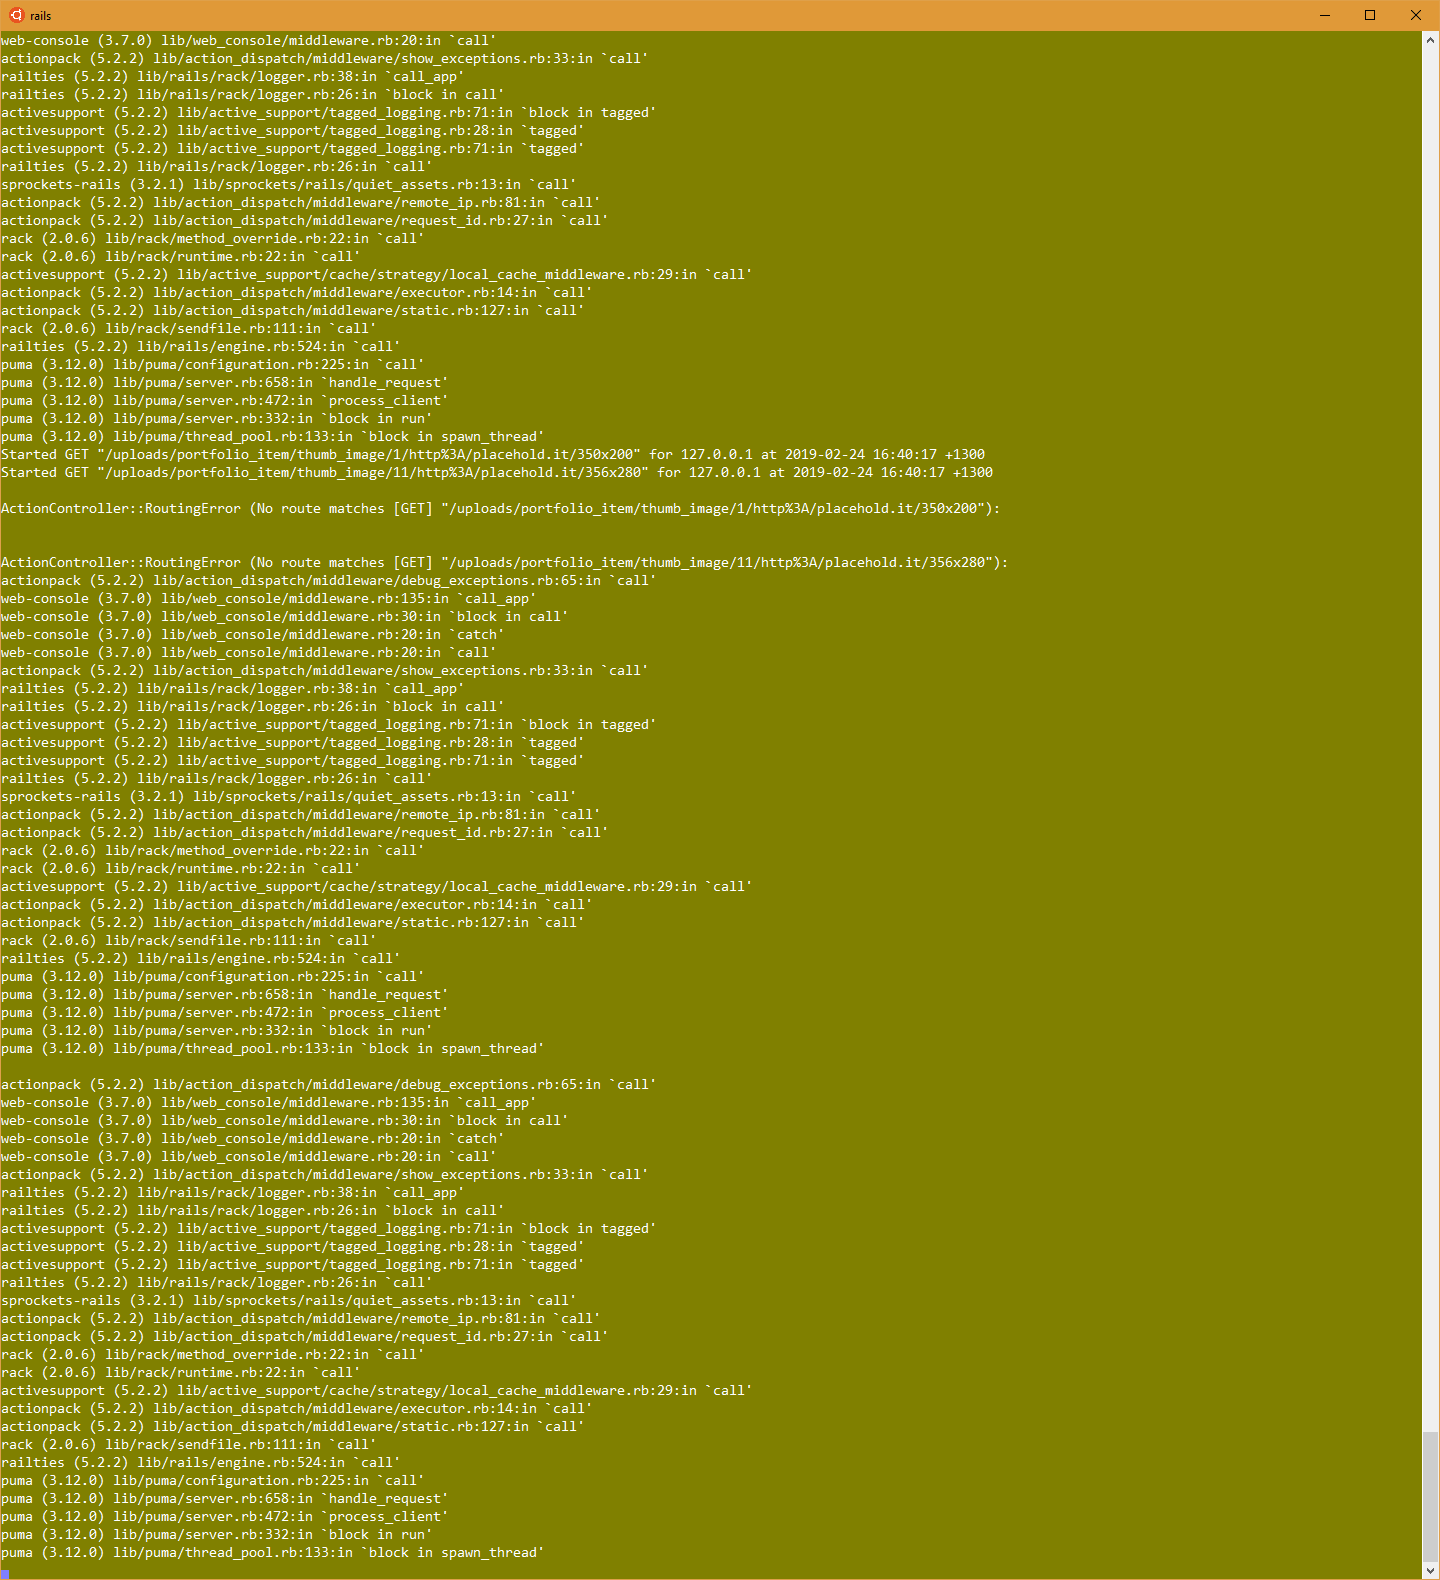 rails
web-console (3.7.0) lib/web_console/middleware.rb:20:in `call'
actionpack (5.2.2) lib/action_dispatch/middleware/show_exceptions.rb:33:in `call'
railties (5.2.2) lib/rails/rack/logger.rb:38:in `call_app'
railties (5.2.2) lib/rails/rack/logger.rb:26:in `block in call'
activesupport (5.2.2) lib/active_support/tagged_logging.rb:71:in `block in tagged'
activesupport (5.2.2) lib/active_support/tagged_logging.rb:28:in `tagged'
activesupport (5.2.2) lib/active_support/tagged_logging.rb:71:in `tagged'
railties (5.2.2) lib/rails/rack/logger.rb:26:in `call'
sprockets-rails (3.2.1) lib/sprockets/rails/quiet_assets.rb:13:in `call'
actionpack (5.2.2) lib/action_dispatch/middleware/remote_ip.rb:81:in `call'
actionpack (5.2.2) lib/action_dispatch/middleware/request_id.rb:27:in `call'
rack (2.0.6) lib/rack/method_override.rb:22:in `call'
rack (2.0.6) lib/rack/runtime.rb:22:in `call'
activesupport (5.2.2) lib/active_support/cache/strategy/local_cache_middleware.rb:29:in `call'
actionpack (5.2.2) lib/action_dispatch/middleware/executor.rb:14:in `call'
actionpack (5.2.2) lib/action_dispatch/middleware/static.rb:127:in `call'
rack (2.0.6) lib/rack/sendfile.rb:111:in `call'
railties (5.2.2) lib/rails/engine.rb:524:in `call'
puma (3.12.0) lib/puma/configuration.rb:225:in `call'
puma (3.12.0) lib/puma/server.rb:658:in `handle_request'
puma (3.12.0) lib/puma/server.rb:472:in `process_client'
puma (3.12.0) lib/puma/server.rb:332:in `block in run'
puma (3.12.0) lib/puma/thread_pool.rb:133:in `block in spawn_thread'
Started GET "/uploads/portfolio_item/thumb_image/1/http%3A/placehold.it/350x200" for 127.0.0.1 at 2019-02-24 16:40:17 +1300
Started GET "/uploads/portfolio_item/thumb_image/11/http%3A/placehold.it/356x280" for 127.0.0.1 at 2019-02-24 16:40:17 +1300
ActionController::RoutingError (No route matches [GET] "/uploads/portfolio_item/thumb_image/1/http%3A/placehold.it/350x200"):
ActionController::RoutingError (No route matches [GET] "/uploads/portfolio_item/thumb_image/11/http%3A/placehold.it/356x280"):
actionpack (5.2.2) lib/action_dispatch/middleware/debug_exceptions.rb:65:in `call'
web-console (3.7.0) lib/web_console/middleware.rb:135:in `call_app'
web-console (3.7.0) lib/web_console/middleware.rb:30:in `block in call'
web-console (3.7.0) lib/web_console/middleware.rb:20:in `catch'
web-console (3.7.0) lib/web_console/middleware.rb:20:in `call'
actionpack (5.2.2) lib/action_dispatch/middleware/show_exceptions.rb:33:in `call'
railties (5.2.2) lib/rails/rack/logger.rb:38:in `call_app'
railties (5.2.2) lib/rails/rack/logger.rb:26:in `block in call'
activesupport (5.2.2) lib/active_support/tagged_logging.rb:71:in `block in tagged'
activesupport (5.2.2) lib/active_support/tagged_logging.rb:28:in `tagged'
activesupport (5.2.2) lib/active_support/tagged_logging.rb:71:in `tagged'
railties (5.2.2) lib/rails/rack/logger.rb:26:in `call'
sprockets-rails (3.2.1) lib/sprockets/rails/quiet_assets.rb:13:in `call'
actionpack (5.2.2) lib/action_dispatch/middleware/remote_ip.rb:81:in `call'
actionpack (5.2.2) lib/action_dispatch/middleware/request_id.rb:27:in `call'
rack (2.0.6) lib/rack/method_override.rb:22:in `call'
rack (2.0.6) lib/rack/runtime.rb:22:in `call'
activesupport (5.2.2) lib/active_support/cache/strategy/local_cache_middleware.rb:29:in `call'
actionpack (5.2.2) lib/action_dispatch/middleware/executor.rb:14:in `call'
actionpack (5.2.2) lib/action_dispatch/middleware/static.rb:127:in `call'
rack (2.0.6) lib/rack/sendfile.rb:111:in `call'
railties (5.2.2) lib/rails/engine.rb:524:in `call'
puma (3.12.0) lib/puma/configuration.rb:225:in `call'
puma (3.12.0) lib/puma/server.rb:658:in `handle_request'
puma (3.12.0) lib/puma/server.rb:472:in `process_client'
puma (3.12.0) lib/puma/server.rb:332:in `block in run'
puma (3.12.0) lib/puma/thread_pool.rb:133:in `block in spawn_thread'
actionpack (5.2.2) lib/action_dispatch/middleware/debug_exceptions.rb:65:in `call'
web-console (3.7.0) lib/web_console/middleware.rb:135:in `call_app'
web-console (3.7.0) lib/web_console/middleware.rb:30:in `block in call'
web-console (3.7.0) lib/web_console/middleware.rb:20:in `catch'
web-console (3.7.0) lib/web_console/middleware.rb:20:in `call'
actionpack (5.2.2) lib/action_dispatch/middleware/show_exceptions.rb:33:in `call'
railties (5.2.2) lib/rails/rack/logger.rb:38:in `call_app'
railties (5.2.2) lib/rails/rack/logger.rb:26:in `block in call'
activesupport (5.2.2) lib/active_support/tagged_logging.rb:71:in `block in tagged'
activesupport (5.2.2) lib/active_support/tagged_logging.rb:28:in `tagged'
activesupport (5.2.2) lib/active_support/tagged_logging.rb:71:in `tagged'
railties (5.2.2) lib/rails/rack/logger.rb:26:in `call'
sprockets-rails (3.2.1) lib/sprockets/rails/quiet_assets.rb:13:in `call'
actionpack (5.2.2) lib/action_dispatch/middleware/remote_ip.rb:81:in `call'
actionpack (5.2.2) lib/action_dispatch/middleware/request_id.rb:27:in `call'
rack (2.0.6) lib/rack/method_override.rb:22:in `call'
rack (2.0.6) lib/rack/runtime.rb:22:in `call'
activesupport (5.2.2) lib/active_support/cache/strategy/local_cache_middleware.rb:29:in `call'
actionpack (5.2.2) lib/action_dispatch/middleware/executor.rb:14:in `call'
actionpack (5.2.2) lib/action_dispatch/middleware/static.rb:127:in `call'
rack (2.0.6) lib/rack/sendfile.rb:111:in `call'
railties (5.2.2) lib/rails/engine.rb:524:in `call'
puma (3.12.0) lib/puma/configuration.rb:225:in `call'
puma (3.12.0) lib/puma/server.rb:658:in `handle_request'
puma (3.12.0) lib/puma/server.rb:472:in `process_client'
puma (3.12.0) lib/puma/server.rb:332:in `block in run'
puma (3.12.0) lib/puma/thread_pool.rb:133:in `block in spawn_thread'